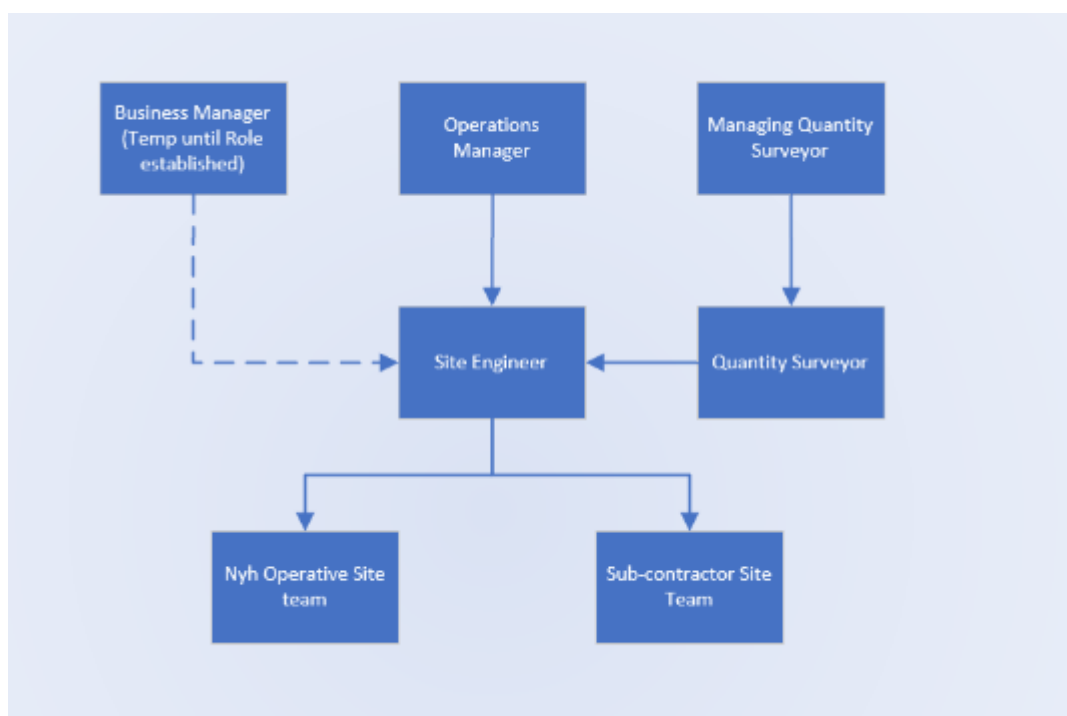 Business Manager
(Temp until Role
established)
Operations
Manager
Managing Quantity
Surveyor
Site Engineer
Quantity Surveyor
Nyh Operative Site
team
Sub-contractor Site
Team